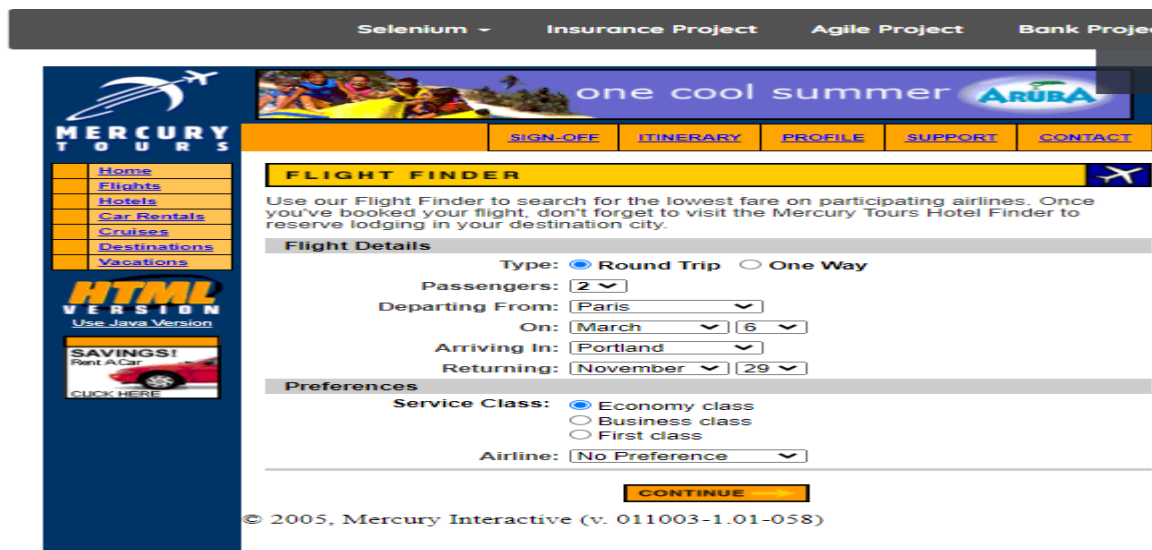 Selenium Insurance Project Agile Project Bank Proje
one cool summer ARUBA
MERCURY
TOURS
SIGN-OFF ITINERARY PROFILE SUPPORT CONTACT
Home
Flights
Hotels
Car Rentals
Cruises
Destinations
Vacations
HTML
VERSION
Use Java Version
SAVINGS!
Rent A Car
CLICK HERE
FLIGHT FINDER
Use our Flight Finder to search for the lowest fare on participating airlines. Once
you've booked your flight, don't forget to visit the Mercury Tours Hotel Finder to
reserve lodging in your destination city.
Flight Details
Type: Round Trip One Way
Passengers: 2
Departing From: Paris
On: March 6
Arriving In: Portland
Returning: November 29
Preferences
Service Class: Economy class
Business class
First class
Airline: No Preference
CONTINUE
© 2005, Mercury Interactive (v. 011003-1.01-058)